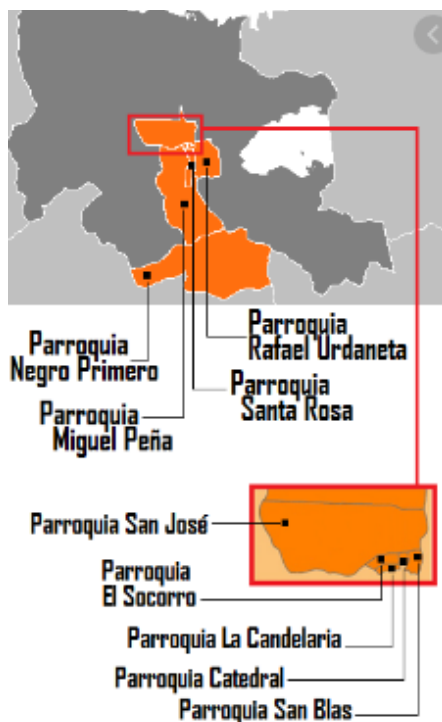 Parroquia
Rafael Urdaneta
Parroquia
Negro Primero
Parroquia
Santa Rosa
Parroquia
Miguel Peña
Parroquia San José
Parroquia
El Socorro
Parroquia La Candelaria
Parroquia Catedral
Parroquia San Blas